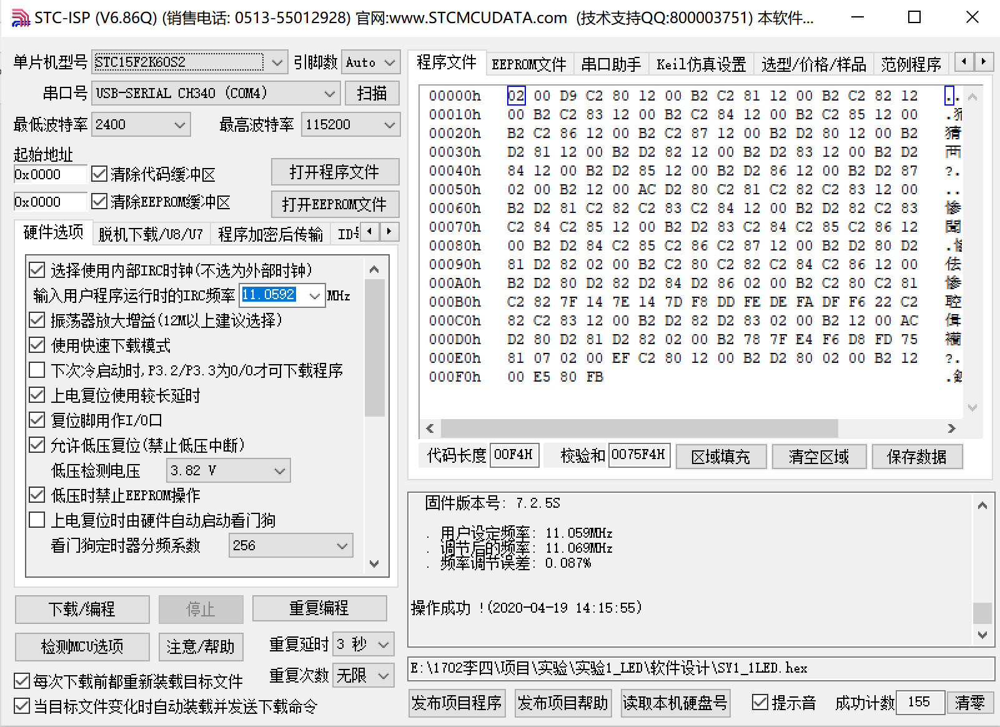 STC-ISP (V6.86Q) (销售电话: 0513-55012928) 官网:www.STCMCUDATA.com  (技术支持QQ:800003751) 本软件...
单片机型号 STC15F2K60S2 引脚数 Auto
串口号 USB-SERIAL CH340 (COM4) 扫描
最低波特率 2400 最高波特率 115200
起始地址
0x0000 清除代码缓冲区 打开程序文件
0x0000 清除EEPROM缓冲区 打开EEPROM文件
硬件选项 脱机下载/U8/U7 程序加密后传输
选择使用内部IRC时钟(不选为外部时钟)
输入用户程序运行时的IRC频率 11.0592 MHz
振荡器放大增益(12M以上建议选择)
使用快速下载模式
下次冷启动时,P3.2/P3.3为0/0才可下载程序
上电复位使用较长延时
复位脚用作I/O口
允许低压复位(禁止低压中断)
低压检测电压 3.82 V
低压时禁止EEPROM操作
上电复位时由硬件自动启动看门狗
看门狗定时器分频系数 256
下载/编程 停止 重复编程
检测MCU选项 注意/帮助 重复延时 3 秒
重复次数 无限
每次下载前都重新装载目标文件
当目标文件变化时自动装载并发送下载命令
程序文件 EEPROM文件 串口助手 Keil仿真设置 选型/价格/样品 范例程序
00000h 02 00 D9 C2 80 12 00 B2 C2 81 12 00 B2 C2 82 12 ..
00010h 00 B2 C2 83 12 00 B2 C2 84 12 00 B2 C2 85 12 00
00020h B2 C2 86 12 00 B2 C2 87 12 00 B2 D2 80 12 00 B2 猜
00030h D2 81 12 00 B2 D2 82 12 00 B2 D2 83 12 00 B2 D2
00040h 84 12 00 B2 D2 85 12 00 B2 D2 86 12 00 B2 D2 87 ?.
00050h 02 00 B2 12 00 AC D2 80 C2 81 C2 82 C2 83 12 00 ..
00060h B2 D2 81 C2 82 C2 83 C2 84 12 00 B2 D2 82 C2 83 惨
00070h C2 84 C2 85 12 00 B2 D2 83 C2 84 C2 85 C2 86 12
00080h 00 B2 D2 84 C2 85 C2 86 C2 87 12 00 B2 D2 80 D2
00090h 81 D2 82 02 00 B2 C2 80 C2 82 C2 84 C2 86 12 00
000A0h B2 D2 80 D2 82 D2 84 D2 86 02 00 B2 C2 80 C2 81 惨
000B0h C2 82 7F 14 7E 14 7D F8 DD FE DE FA DF F6 22 C2
000C0h 82 C2 83 12 00 B2 D2 82 D2 83 02 00 B2 12 00 AC
000D0h D2 80 D2 81 D2 82 02 00 B2 78 7F E4 F6 D8 FD 75
000E0h 81 07 02 00 EF C2 80 12 00 B2 D2 80 02 00 B2 12 ?.
000F0h 00 E5 80 FB
代码长度 00F4H 校验和 0075F4H 区域填充 清空区域 保存数据
固件版本号: 7.2.5S
. 用户设定频率: 11.059MHz
. 调节后的频率: 11.069MHz
. 频率调节误差: 0.087%
操作成功 !(2020-04-19 14:15:55)
E:\1702李四\项目\实验\实验1_LED\软件设计\SY1_1LED.hex
发布项目程序 发布项目帮助 读取本机硬盘号 提示音 成功计数 155 清零